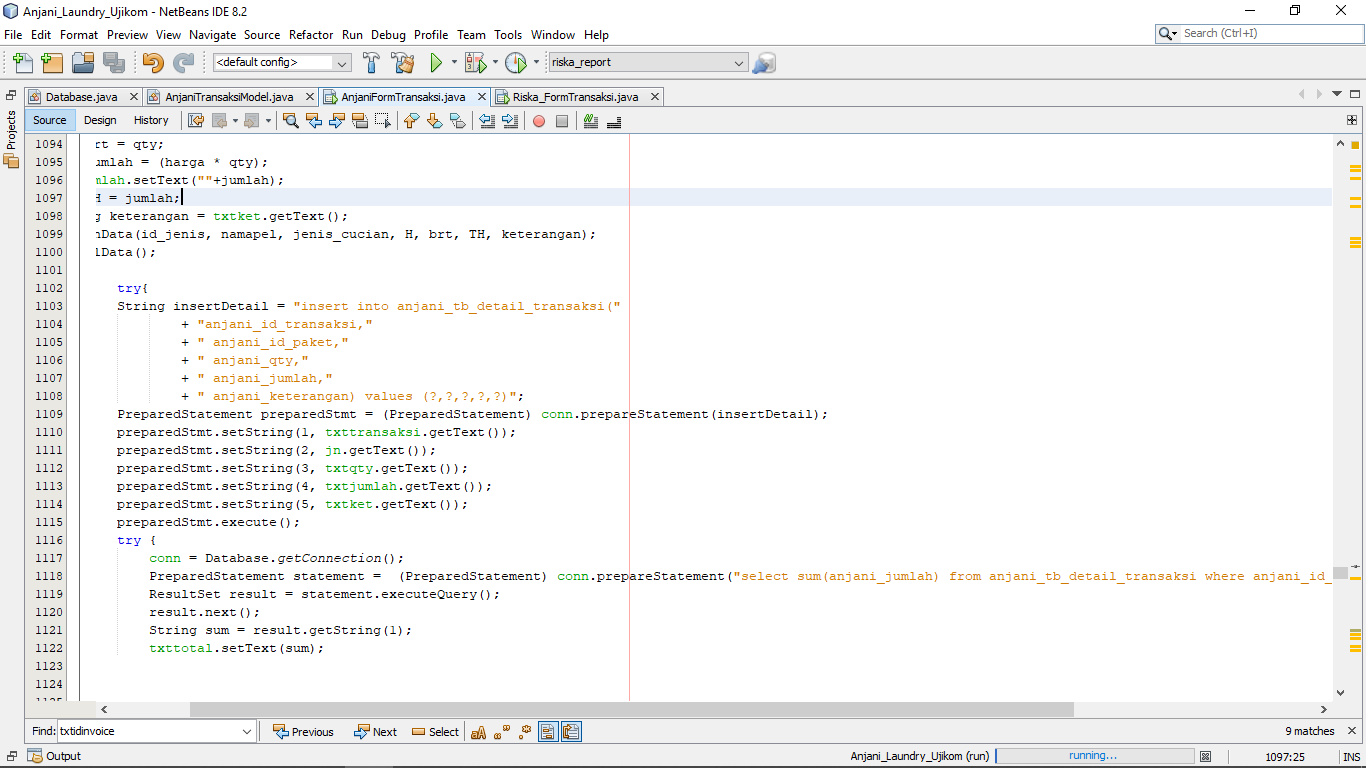 Anjani_Laundry_Ujikom - NetBeans IDE 8.2
File Edit Format Preview View Navigate Source Refactor Run Debug Profile Team Tools Window Help
Search (Ctrl+I)
<default config>
riska_report
Database.java AnjaniTransaksiModel.java AnjaniFormTransaksi.java Riska_FormTransaksi.java
Projects
Source Design History
1094 rt = qty;
1095 umlah = (harga * qty);
1096 mlah.setText(""+jumlah);
1097 H = jumlah;
1098 g keterangan = txtket.getText();
1099 hData(id_jenis, namapel, jenis_cucian, H, brt, TH, keterangan);
1100 lData();
1101
1102 try{
1103 String insertDetail = "insert into anjani_tb_detail_transaksi("
1104 + "anjani_id_transaksi,"
1105 + " anjani_id_paket,"
1106 + " anjani_qty,"
1107 + " anjani_jumlah,"
1108 + " anjani_keterangan) values (?,?,?,?,?)";
1109 PreparedStatement preparedStmt = (PreparedStatement) conn.prepareStatement(insertDetail);
1110 preparedStmt.setString(1, txttransaksi.getText());
1111 preparedStmt.setString(2, jn.getText());
1112 preparedStmt.setString(3, txtqty.getText());
1113 preparedStmt.setString(4, txtjumlah.getText());
1114 preparedStmt.setString(5, txtket.getText());
1115 preparedStmt.execute();
1116 try {
1117 conn = Database.getConnection();
1118 PreparedStatement statement = (PreparedStatement) conn.prepareStatement("select sum(anjani_jumlah) from anjani_tb_detail_transaksi where anjani_id_
1119 ResultSet result = statement.executeQuery();
1120 result.next();
1121 String sum = result.getString(1);
1122 txttotal.setText(sum);
1123
1124
1125
Find: txtidinvoice Previous Next Select aA 9 matches
Output Anjani_Laundry_Ujikom (run) running... 1097:25 INS